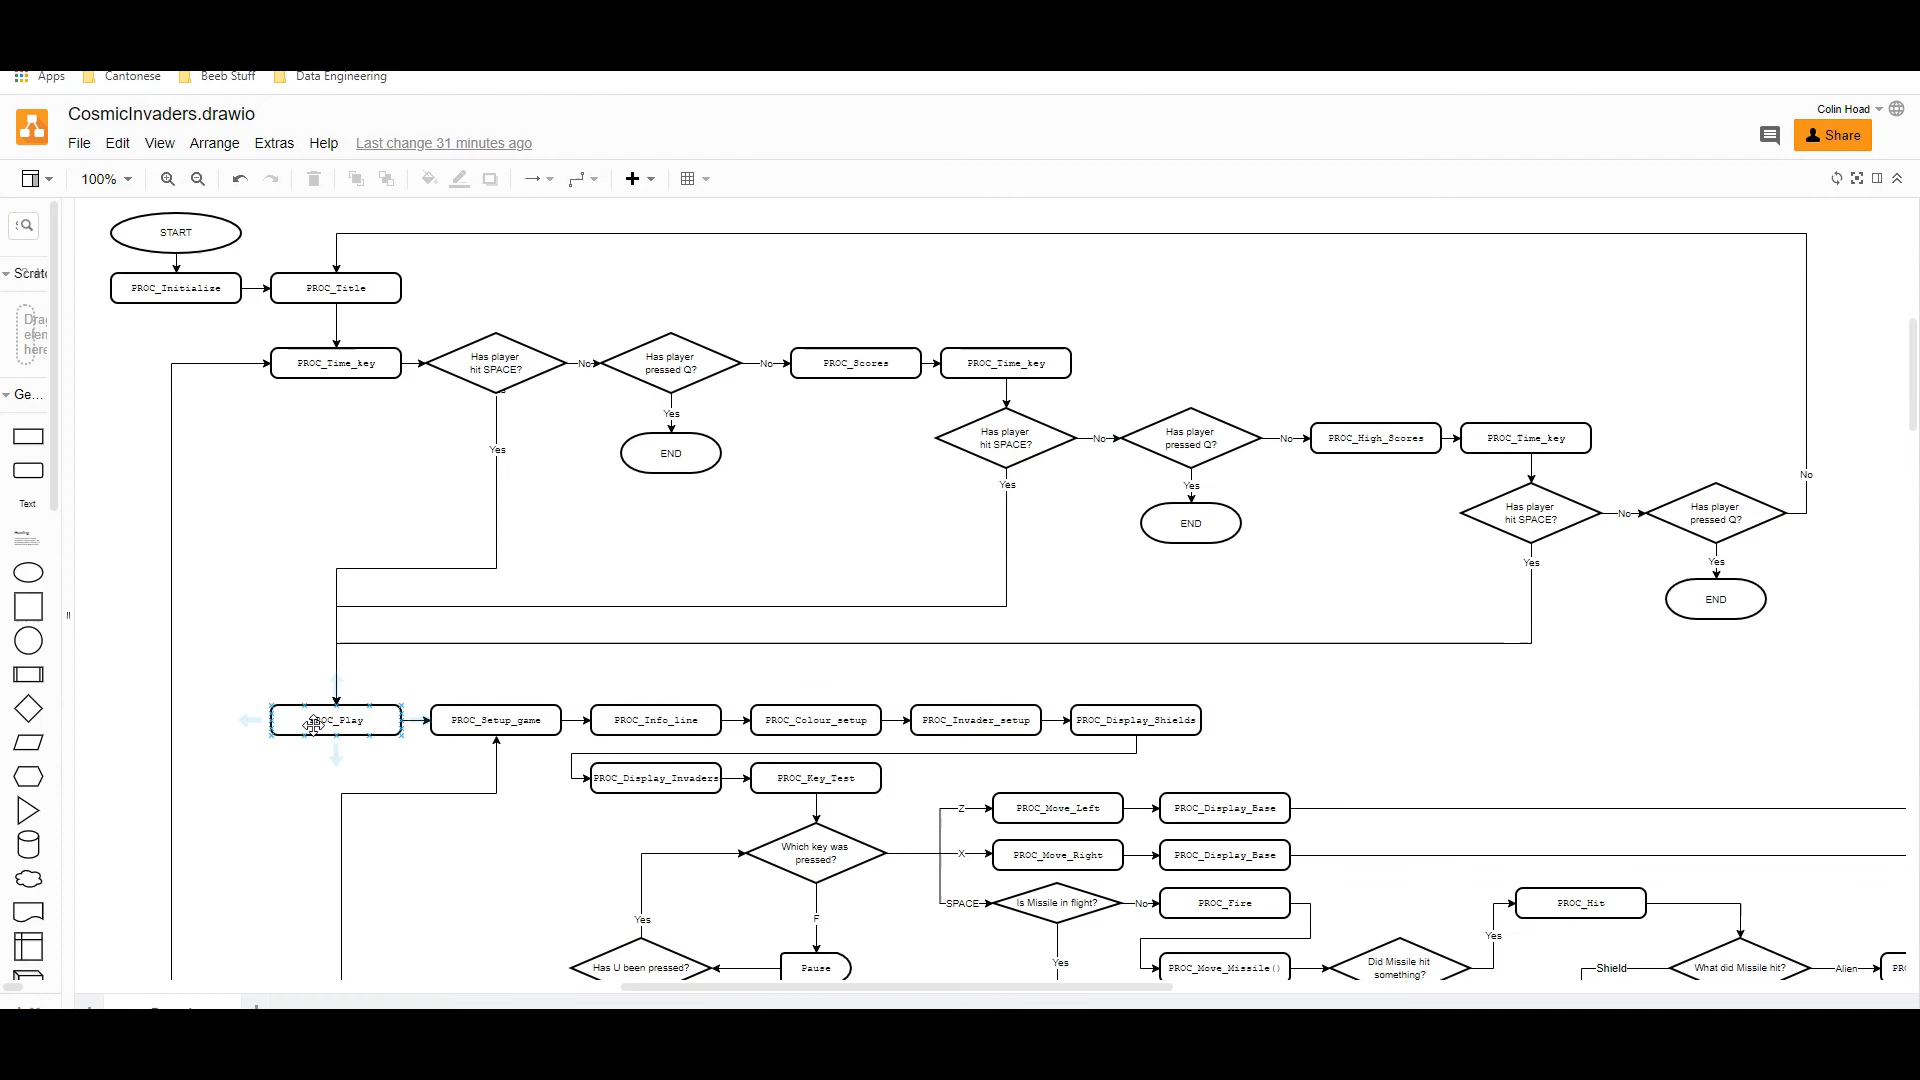 Apps Cantonese Beeb Stuff Data Engineering
CosmicInvaders.drawio
Colin Hoad
File Edit View Arrange Extras Help Last change 31 minutes ago
Share
100%
START
PROC_Initialize PROC_Title
PROC_Time_key
Has player
hit SPACE?
No
Has player
pressed Q?
No
PROC_Scores
PROC_Time_key
Yes
END
Yes
Has player
hit SPACE?
No
Has player
pressed Q?
No
PROC_High_Scores
PROC_Time_key
Yes
Yes
END
Has player
hit SPACE?
No
Has player
pressed Q?
No
Yes
Yes
END
Ge...
Text
Heading
PROC_Setup_game PROC_Info_line PROC_Colour_setup PROC_Invader_setup PROC_Display_Shields
PROC_Display_Invaders PROC_Key_Test
Which key was
pressed?
Z
PROC_Move_Left PROC_Display_Base
X
PROC_Move_Right PROC_Display_Base
SPACE
Is Missile in flight?
No
PROC_Fire
PROC_Hit
Yes
F
Yes
Yes
Has U been pressed?
Pause
PROC_Move_Missile()
Did Missile hit
something?
Shield
What did Missile hit?
Alien